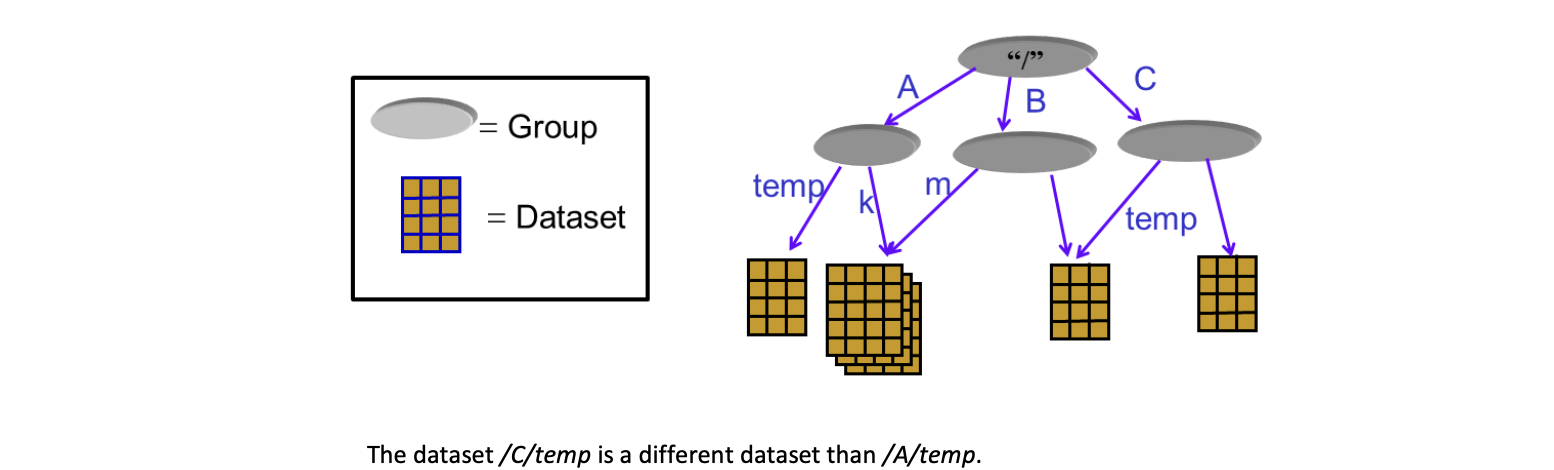 “/”
A
B
C
= Group
temp
k
m
temp
= Dataset
The dataset /C/temp is a different dataset than /A/temp.